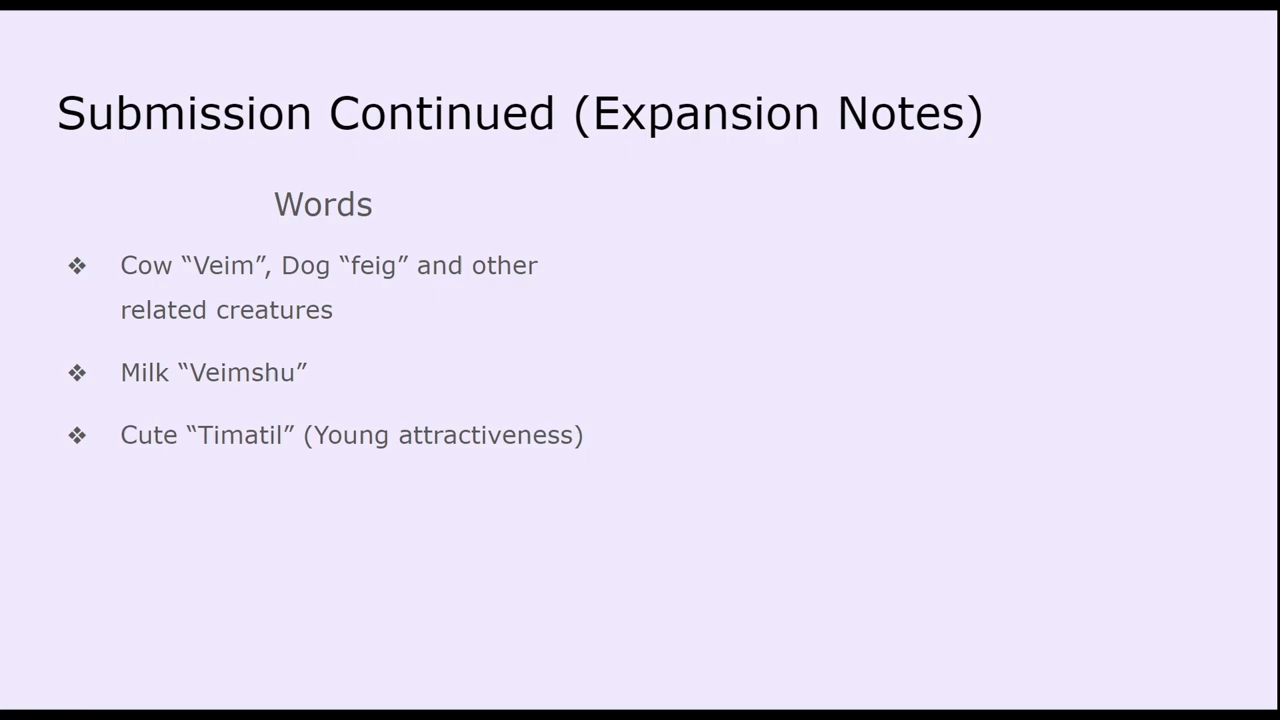 Submission Continued (Expansion Notes)
Words
❖ Cow “Veim”, Dog “feig” and other
related creatures
❖ Milk “Veimshu”
❖ Cute “Timatil” (Young attractiveness)